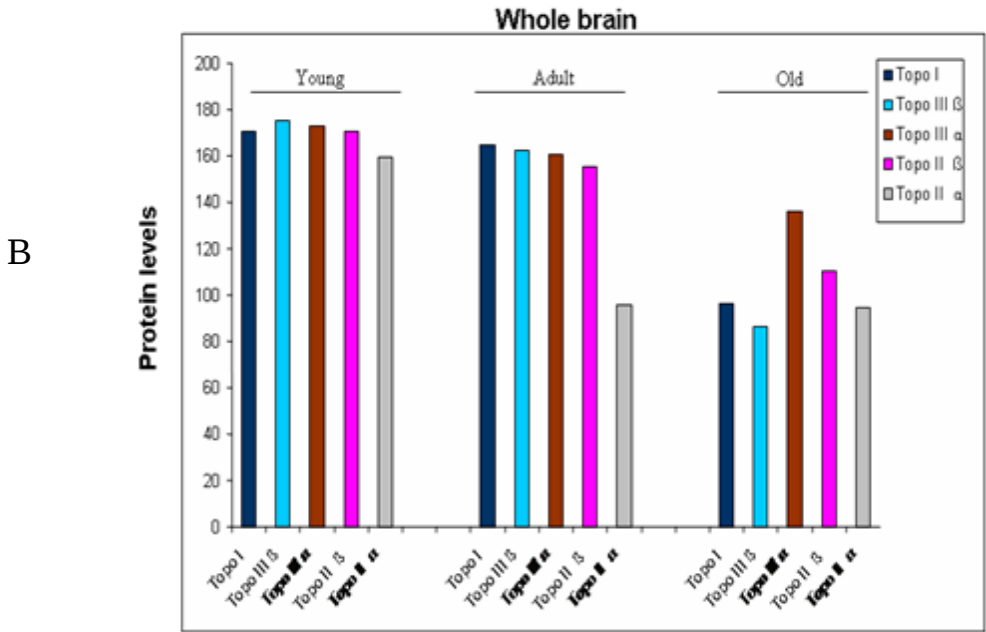 B
Whole brain
Protein levels
200
180
160
140
120
100
80
60
40
20
0
Young
Adult
Old
Topo I
Topo III ß
Topo III α
Topo II ß
Topo II α
Topo I
Topo III ß
Topo III α
Topo II ß
Topo II α
Topo I
Topo III ß
Topo III α
Topo II ß
Topo II α
Topo I
Topo III ß
Topo III α
Topo II ß
Topo II α